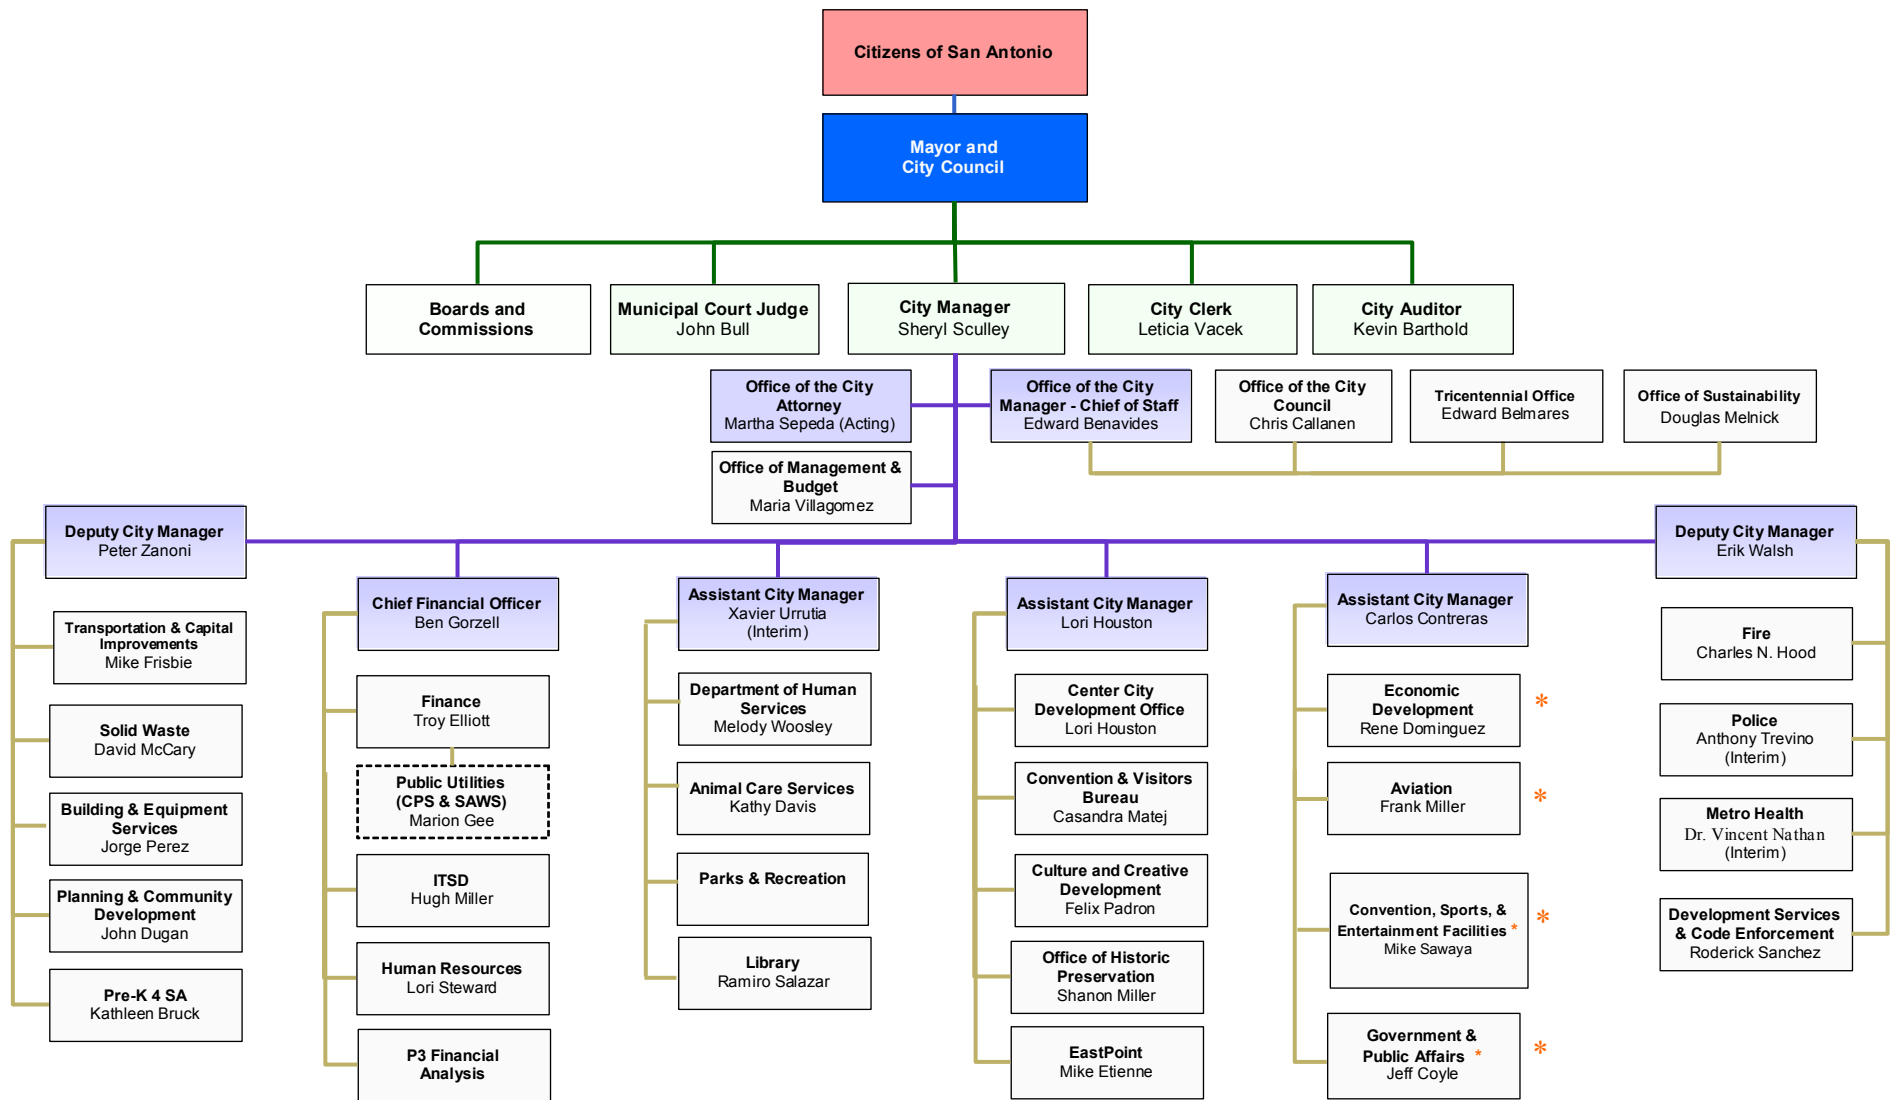 Citizens of San Antonio
Mayor and
City Council
Boards and
Commissions
Municipal Court Judge
John Bull
City Manager
Sheryl Sculley
City Clerk
Leticia Vacek
City Auditor
Kevin Barthold
Office of the City
Attorney
Martha Sepeda (Acting)
Office of the City
Manager - Chief of Staff
Edward Benavides
Office of the City
Council
Chris Callanen
Tricentennial Office
Edward Belmares
Office of Sustainability
Douglas Melnick
Office of Management &
Budget
Maria Villagomez
Deputy City Manager
Peter Zanoni
Transportation & Capital
Improvements
Mike Frisbie
Solid Waste
David McCary
Building & Equipment
Services
Jorge Perez
Planning & Community
Development
John Dugan
Pre-K 4 SA
Kathleen Bruck
Chief Financial Officer
Ben Gorzell
Finance
Troy Elliott
Public Utilities
(CPS & SAWS)
Marion Gee
ITSD
Hugh Miller
Human Resources
Lori Steward
P3 Financial
Analysis
Assistant City Manager
Xavier Urrutia
(Interim)
Department of Human
Services
Melody Woosley
Animal Care Services
Kathy Davis
Parks & Recreation
Library
Ramiro Salazar
Assistant City Manager
Lori Houston
Center City
Development Office
Lori Houston
Convention & Visitors
Bureau
Casandra Matej
Culture and Creative
Development
Felix Padron
Office of Historic
Preservation
Shanon Miller
EastPoint
Mike Etienne
Assistant City Manager
Carlos Contreras
Economic
Development
Rene Dominguez
*
Aviation
Frank Miller
*
Convention, Sports, &
Entertainment Facilities *
Mike Sawaya
*
Government &
Public Affairs *
Jeff Coyle
*
Deputy City Manager
Erik Walsh
Fire
Charles N. Hood
Police
Anthony Trevino
(Interim)
Metro Health
Dr. Vincent Nathan
(Interim)
Development Services
& Code Enforcement
Roderick Sanchez